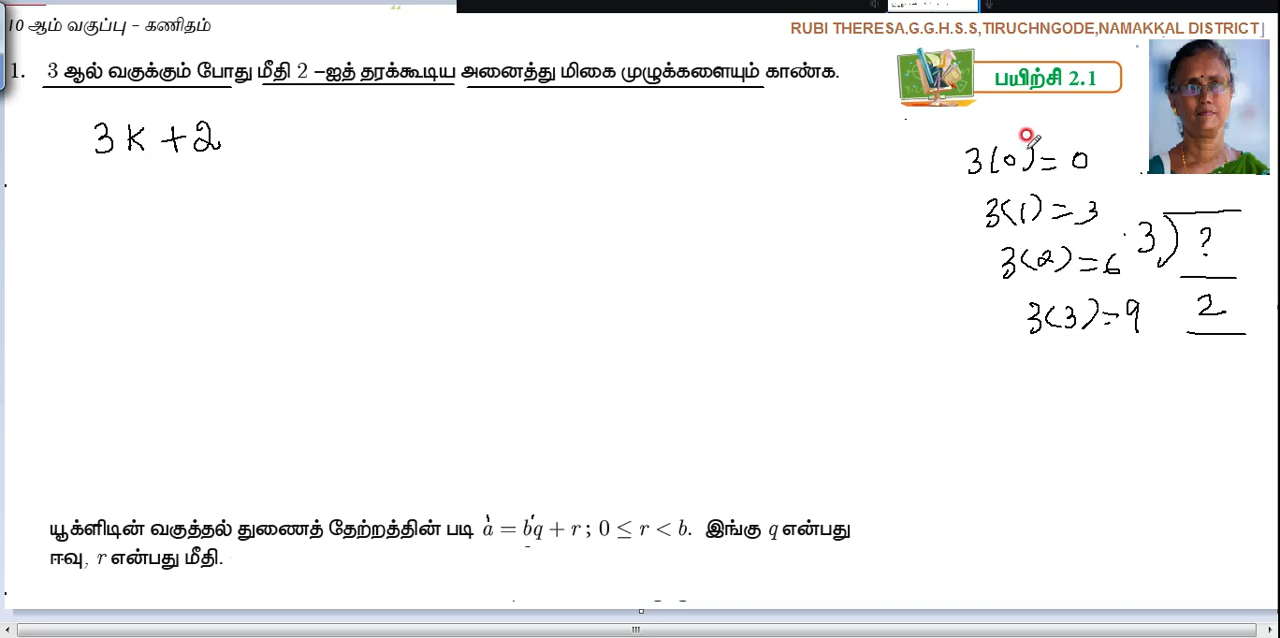 10 ஆம் வகுப்பு – கணிதம்
RUBI THERESA,G.G.H.S.S,TIRUCHNGODE,NAMAKKAL DISTRICT]
1. 3 ஆல் வகுக்கும் போது மீதி 2 –ஐத் தரக்கூடிய அனைத்து மிகை முழுக்களையும் காண்க.
பயிற்சி 2.1
3 K + 2
3(0) = 0
3(1) = 3
3(2) = 6
3(3) = 9
3) ?
2
யூக்ளிடின் வகுத்தல் துணைத் தேற்றத்தின் படி a = bq + r ; 0 ≤ r < b. இங்கு q என்பது
ஈவு, r என்பது மீதி.